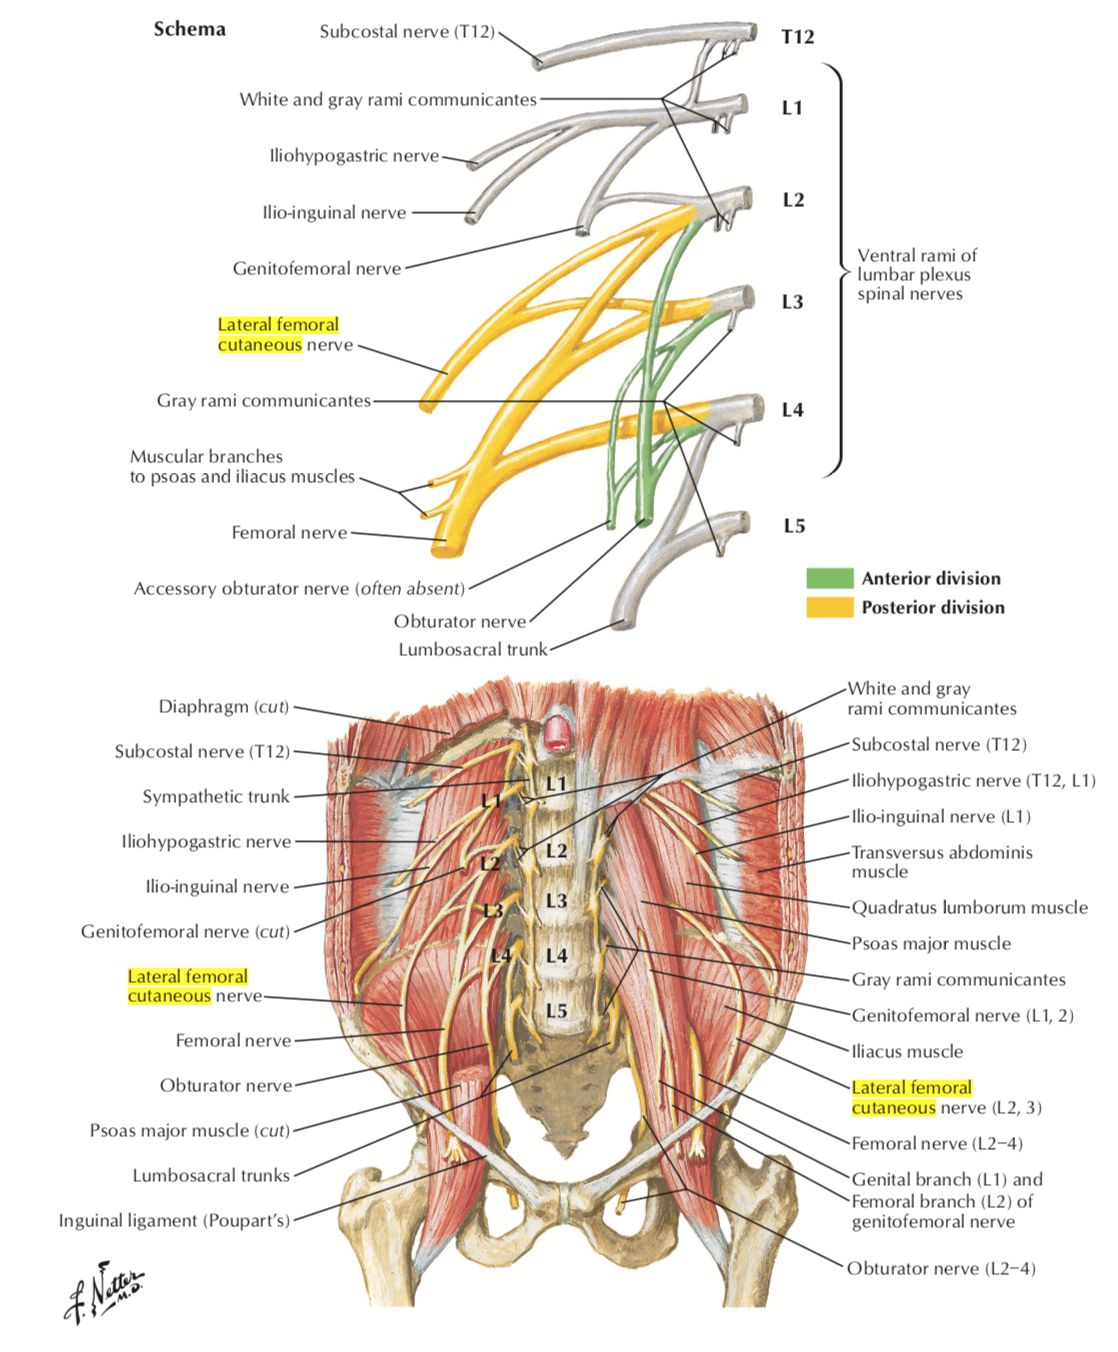 Schema
Subcostal nerve (T12)
T12
White and gray rami communicantes
L1
Iliohypogastric nerve
Ilio-inguinal nerve
L2
Genitofemoral nerve
Ventral rami of
lumbar plexus
spinal nerves
L3
Lateral femoral
cutaneous nerve
Gray rami communicantes
L4
Muscular branches
to psoas and iliacus muscles
L5
Femoral nerve
Anterior division
Accessory obturator nerve (often absent)
Posterior division
Obturator nerve
Lumbosacral trunk
Diaphragm (cut)
Subcostal nerve (T12)
Sympathetic trunk
Iliohypogastric nerve
Ilio-inguinal nerve
Genitofemoral nerve (cut)
Lateral femoral
cutaneous nerve
Femoral nerve
Obturator nerve
Psoas major muscle (cut)
Lumbosacral trunks
Inguinal ligament (Poupart's)
L1
L1
L2
L2
L3
L3
L4
L4
L5
White and gray
rami communicantes
Subcostal nerve (T12)
Iliohypogastric nerve (T12, L1)
Ilio-inguinal nerve (L1)
Transversus abdominis
muscle
Quadratus lumborum muscle
Psoas major muscle
Gray rami communicantes
Genitofemoral nerve (L1, 2)
Iliacus muscle
Lateral femoral
cutaneous nerve (L2, 3)
Femoral nerve (L2–4)
Genital branch (L1) and
Femoral branch (L2) of
genitofemoral nerve
Obturator nerve (L2–4)
F. Netter
M.D.